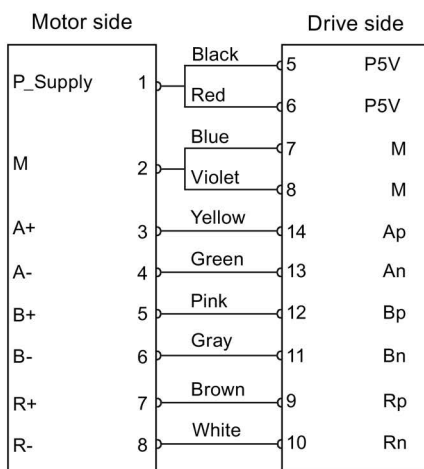 Motor side Drive side
Black 5 P5V
P_Supply 1
Red 6 P5V
Blue 7 M
M 2
Violet 8 M
A+ 3 Yellow 14 Ap
A- 4 Green 13 An
B+ 5 Pink 12 Bp
B- 6 Gray 11 Bn
R+ 7 Brown 9 Rp
R- 8 White 10 Rn